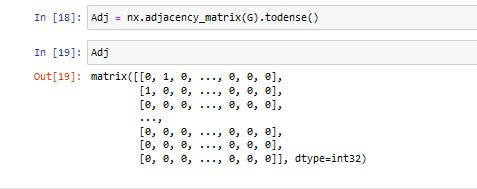 In [18]: Adj = nx.adjacency_matrix(G).todense()
In [19]: Adj
Out[19]: matrix([[0, 1, 0, ..., 0, 0, 0],
[1, 0, 0, ..., 0, 0, 0],
[0, 0, 0, ..., 0, 0, 0],
...,
[0, 0, 0, ..., 0, 0, 0],
[0, 0, 0, ..., 0, 0, 0],
[0, 0, 0, ..., 0, 0, 0]], dtype=int32)